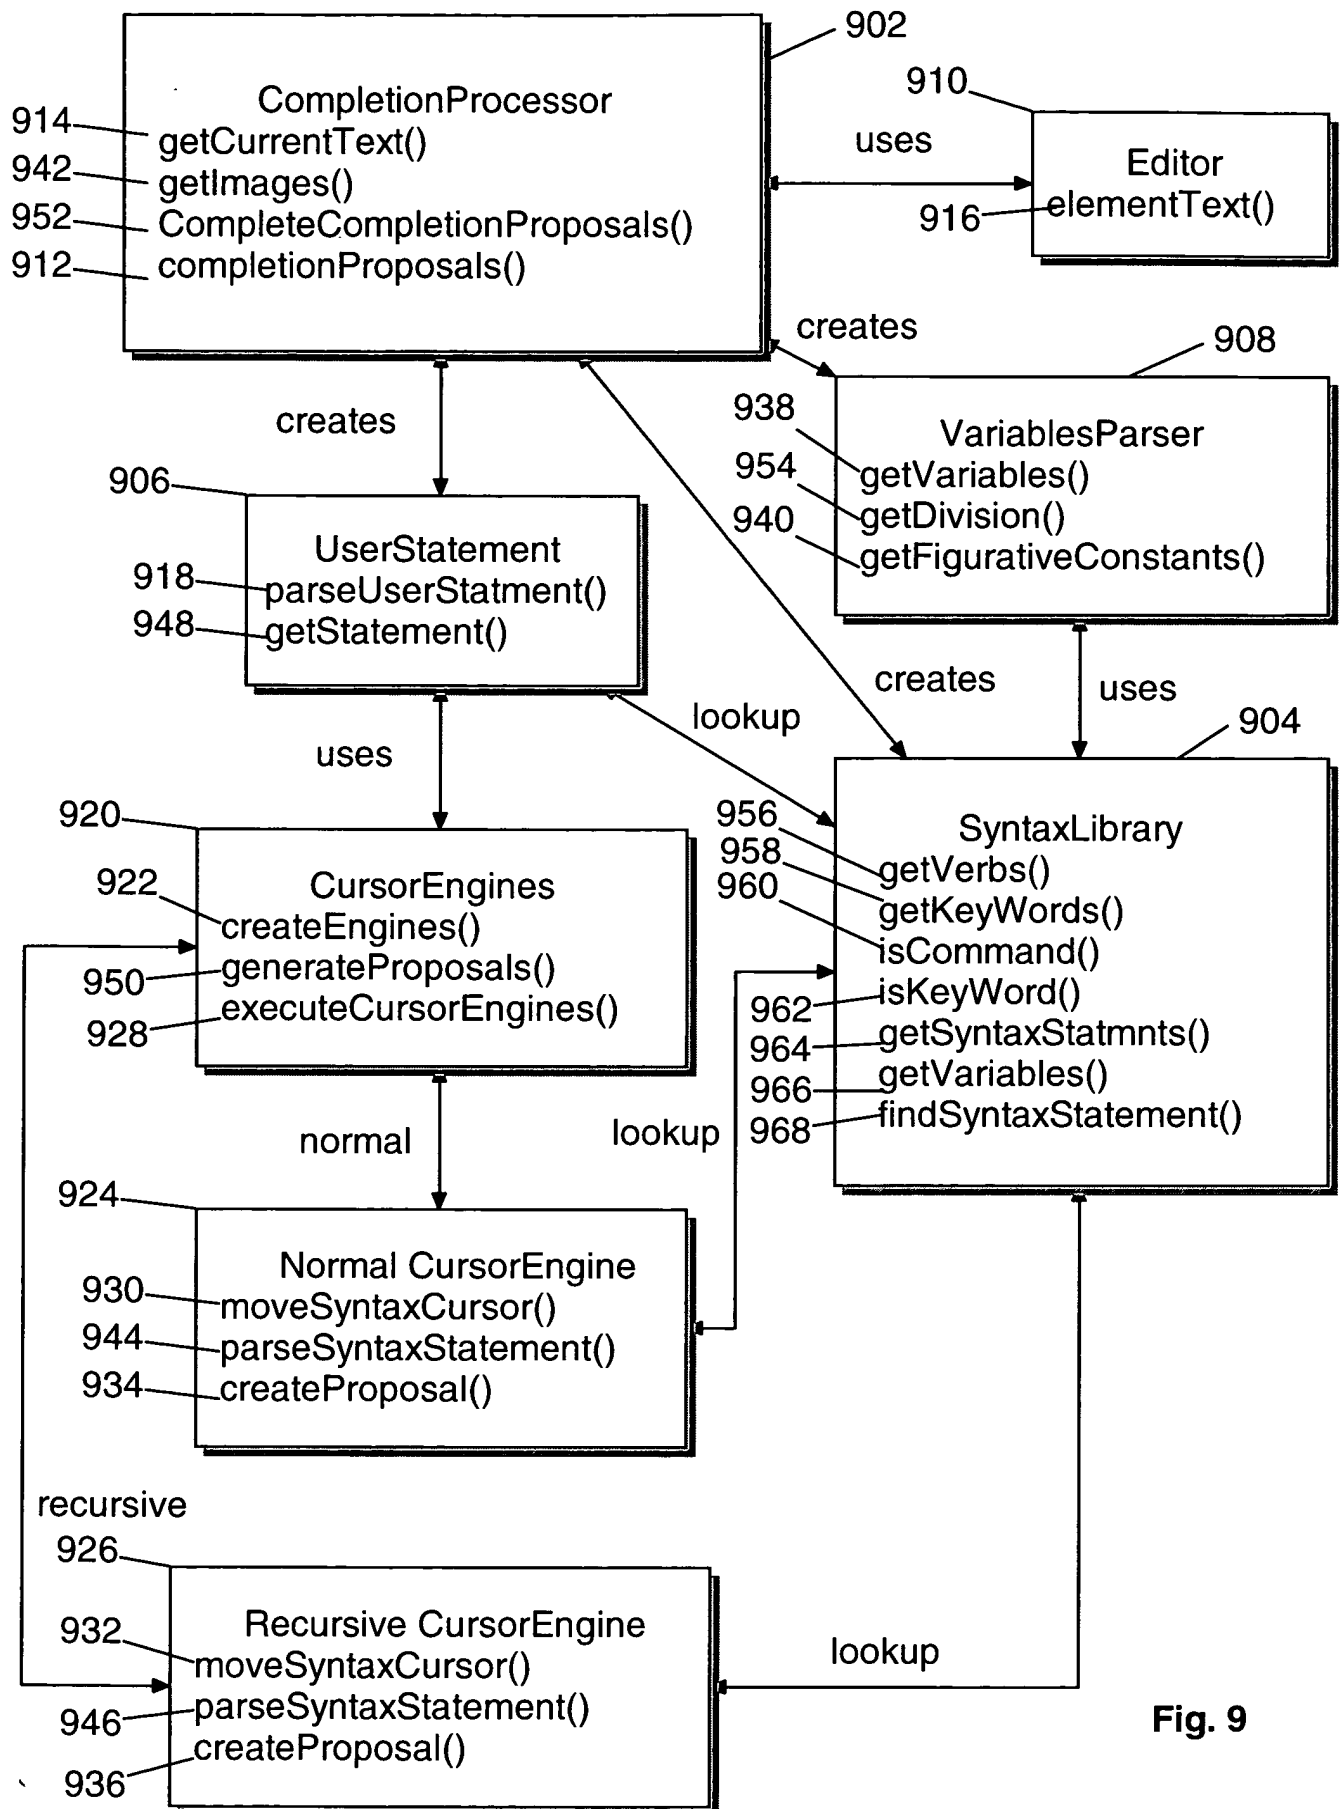 902
CompletionProcessor
914
getCurrentText()
942
getImages()
952
CompleteCompletionProposals()
912
completionProposals()
910
uses
Editor
916
elementText()
creates
908
938
VariablesParser
getVariables()
954
getDivision()
940
getFigurativeConstants()
creates
906
UserStatement
918
parseUserStatment()
948
getStatement()
creates
uses
lookup
904
uses
920
CursorEngines
922
createEngines()
950
generateProposals()
928
executeCursorEngines()
956
SyntaxLibrary
958
getVerbs()
960
getKeyWords()
isCommand()
962
isKeyWord()
964
getSyntaxStatmnts()
966
getVariables()
968
findSyntaxStatement()
normal
lookup
924
Normal CursorEngine
930
moveSyntaxCursor()
944
parseSyntaxStatement()
934
createProposal()
recursive
926
Recursive CursorEngine
932
moveSyntaxCursor()
946
parseSyntaxStatement()
936
createProposal()
lookup
Fig. 9